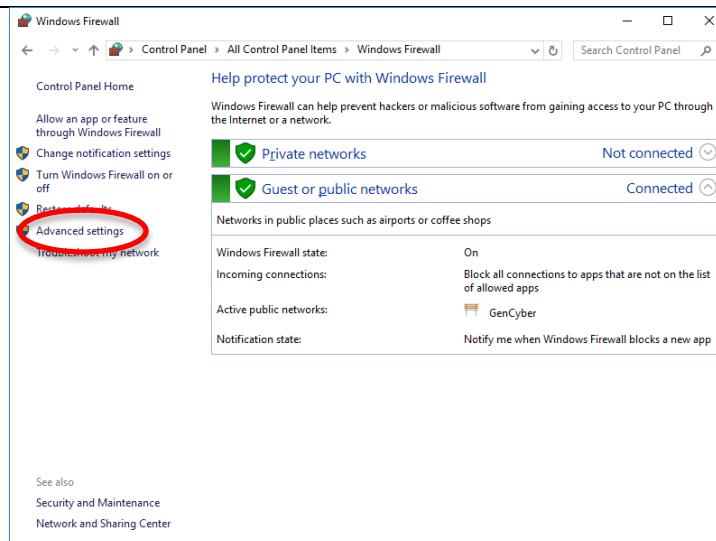 Windows Firewall
Control Panel > All Control Panel Items > Windows Firewall
Search Control Panel
Control Panel Home
Allow an app or feature
through Windows Firewall
Change notification settings
Turn Windows Firewall on or
off
Restore defaults
Advanced settings
Troubleshoot my network
Help protect your PC with Windows Firewall
Windows Firewall can help prevent hackers or malicious software from gaining access to your PC through
the Internet or a network.
Private networks Not connected
Guest or public networks Connected
Networks in public places such as airports or coffee shops
Windows Firewall state: On
Incoming connections: Block all connections to apps that are not on the list
of allowed apps
Active public networks: GenCyber
Notification state: Notify me when Windows Firewall blocks a new app
See also
Security and Maintenance
Network and Sharing Center